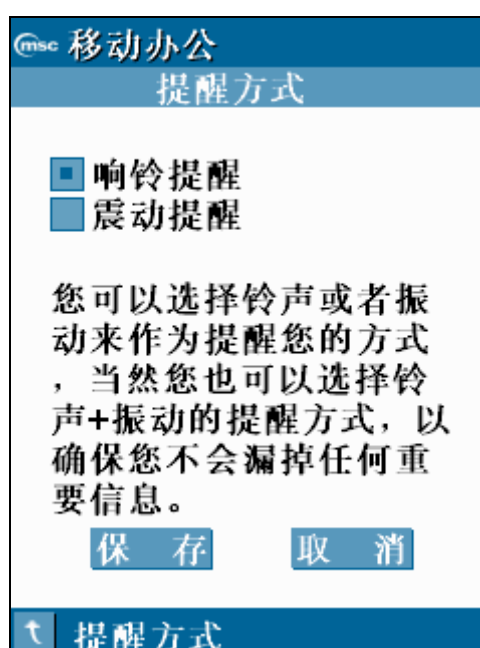 msc 移动办公
提醒方式
响铃提醒
震动提醒
您可以选择铃声或者振
动来作为提醒您的方式
，当然您也可以选择铃
声+振动的提醒方式，以
确保您不会漏掉任何重
要信息。
保 存 取 消
提醒方式